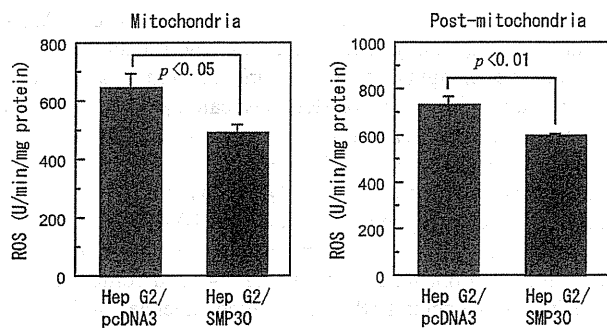 Mitochondria
ROS (U/min/mg protein)
800
600
400
200
0
p<0.05
Hep G2/
pcDNA3
Hep G2/
SMP30
Post-mitochondria
ROS (U/min/mg protein)
1000
800
600
400
200
0
p<0.01
Hep G2/
pcDNA3
Hep G2/
SMP30